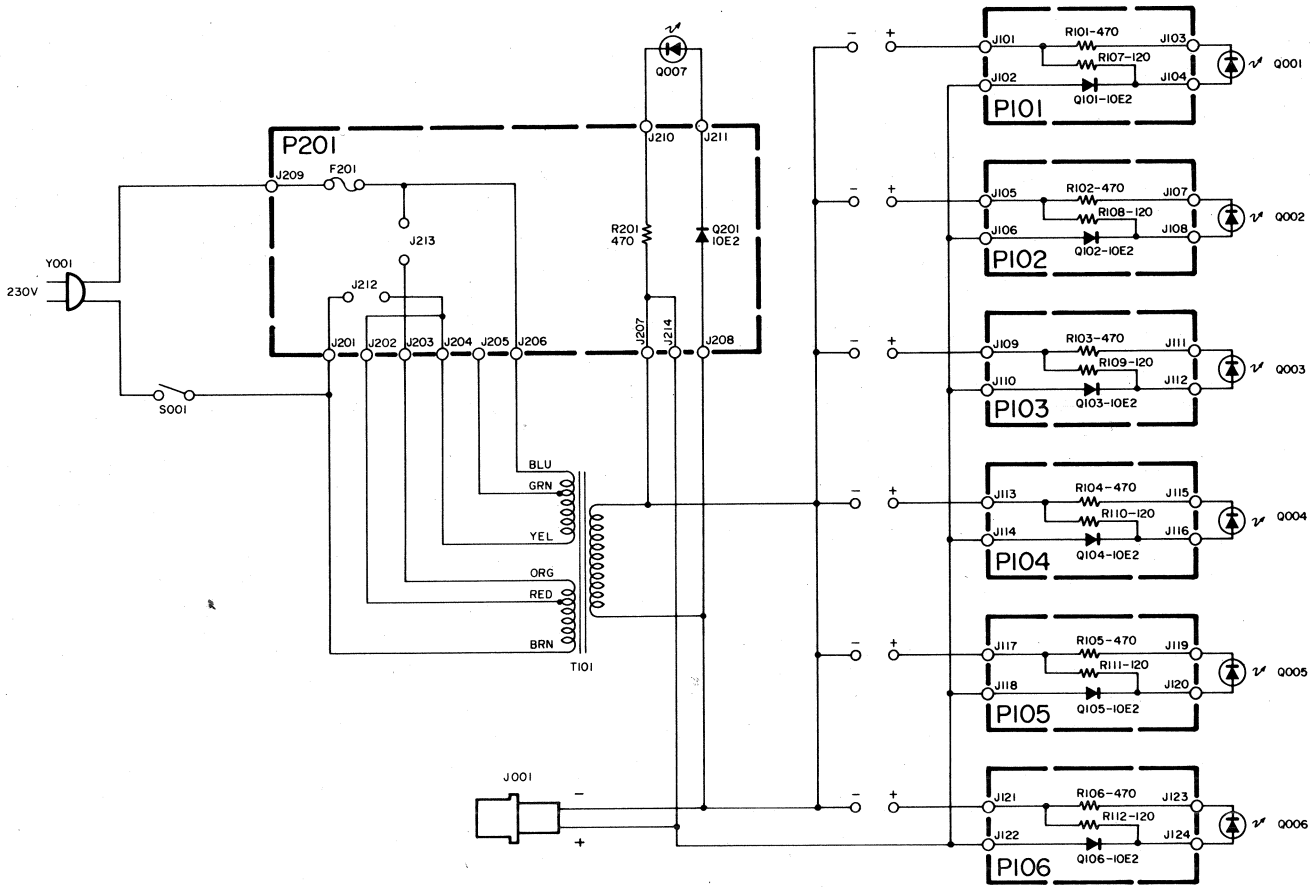 Q007
J210
J211
P201
J209
F201
J213
R201
470
Q201
10E2
Y001
230V
J212
J201
J202
J203
J204
J205
J206
J207
J214
J208
S001
BLU
GRN
YEL
ORG
RED
BRN
T101
J001
-
+
- +
J101
R101-470
J103
R107-120
J102
J104
Q101-10E2
P101
Q001
- +
J105
R102-470
J107
R108-120
J106
J108
Q102-10E2
P102
Q002
- +
J109
R103-470
J111
R109-120
J110
J112
Q103-10E2
P103
Q003
- +
J113
R104-470
J115
R110-120
J114
J116
Q104-10E2
P104
Q004
- +
J117
R105-470
J119
R111-120
J118
J120
Q105-10E2
P105
Q005
- +
J121
R106-470
J123
R112-120
J122
J124
Q106-10E2
P106
Q006